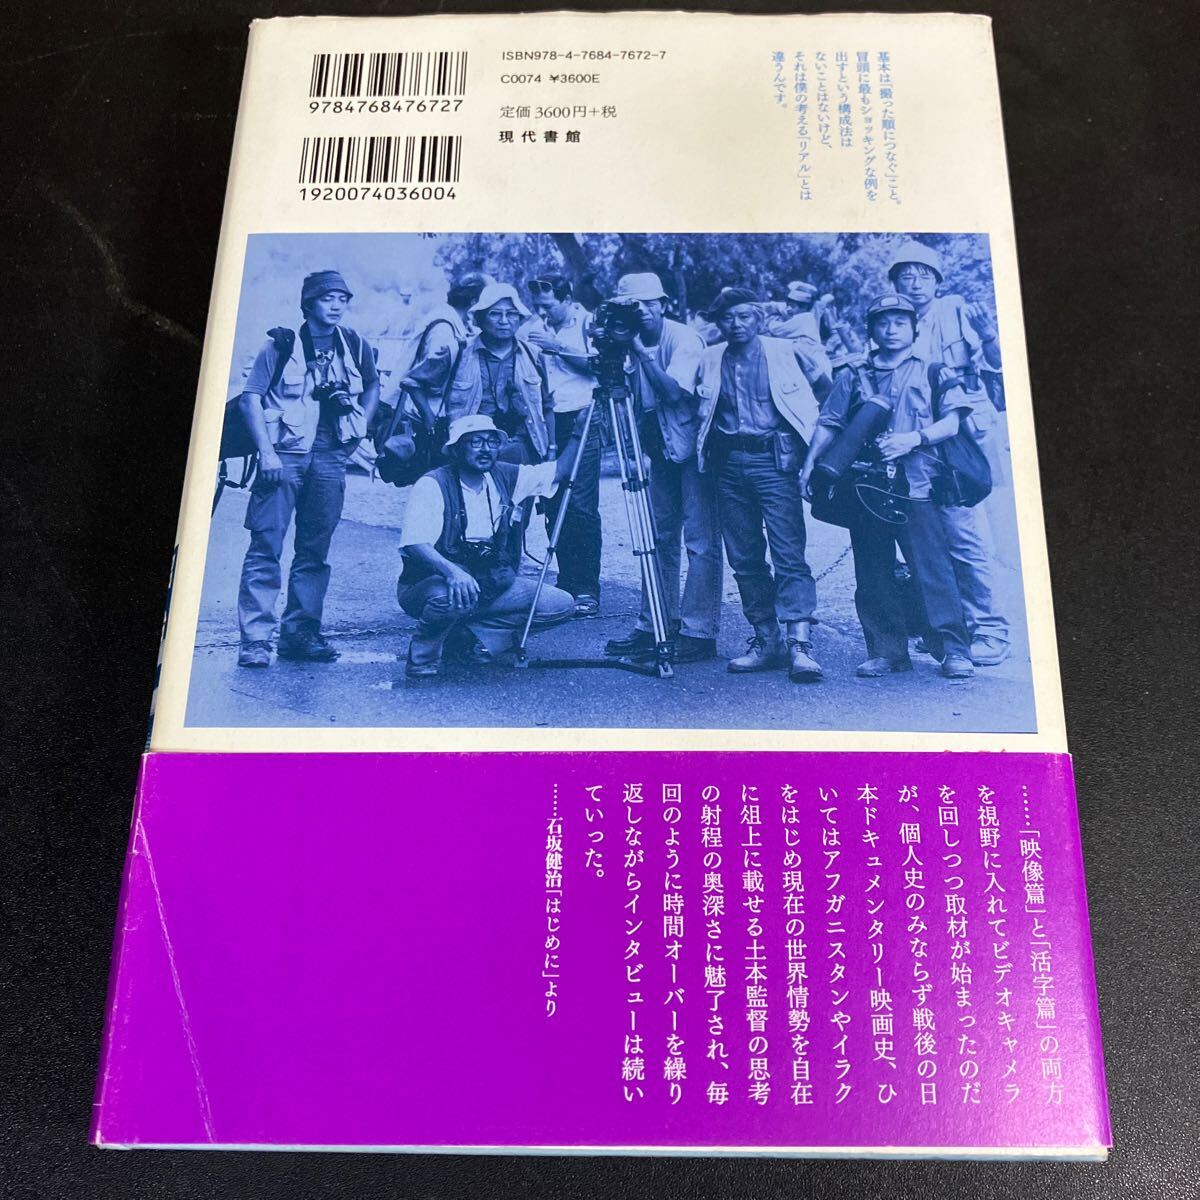 ISBN978-4-7684-7672-7
C0074 ¥3600E
定価 3600円+税
現代書館
9784768476727
1920074036004
基本は「撮った順につなぐ」こと。
冒頭に最もショッキングな例を
出すという構成法は
ないことはないけど、
それは僕の考える「リアル」とは
違うんです。
……「映像篇」と「活字篇」の両方
を視野に入れてビデオキャメラ
を回しつつ取材が始まったのだ
が、個人史のみならず戦後の日
本ドキュメンタリー映画史、ひ
いてはアフガニスタンやイラク
をはじめ現在の世界情勢を自在
に俎上に載せる土本監督の思考
の射程の奥深さに魅了され、毎
回のように時間オーバーを繰り
返しながらインタビューは続い
ていった。
……石坂健治「はじめに」より